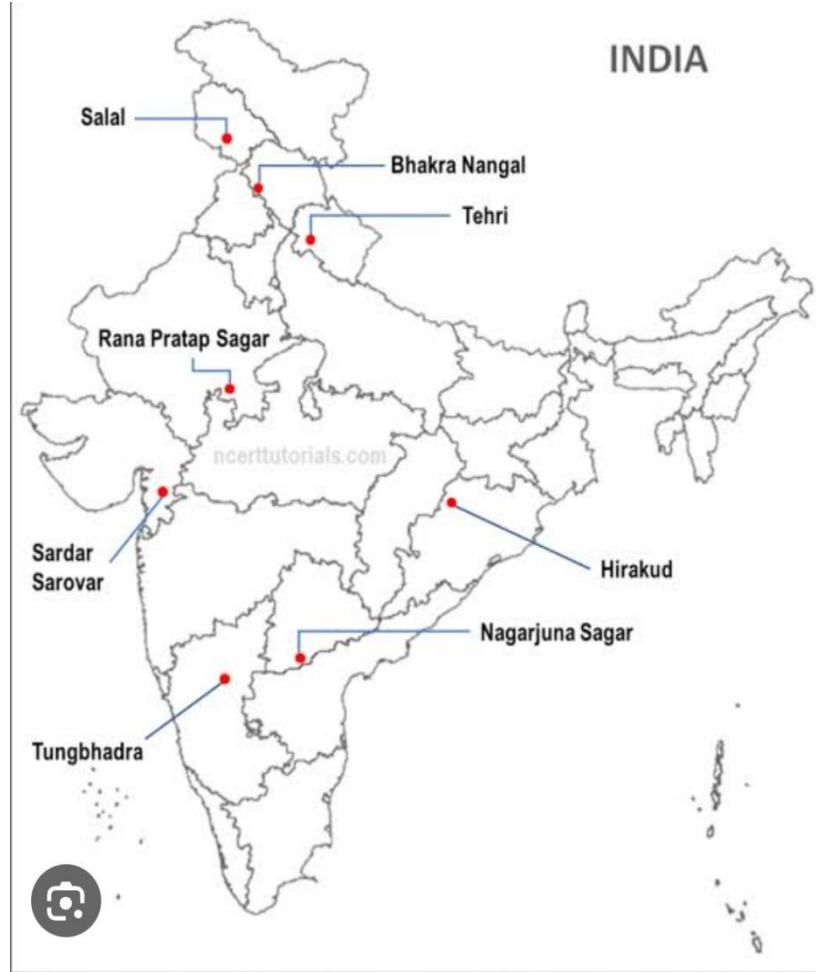 INDIA
Salal
Bhakra Nangal
Tehri
Rana Pratap Sagar
ncerttutorials.com
Sardar
Sarovar
Hirakud
Nagarjuna Sagar
Tungbhadra